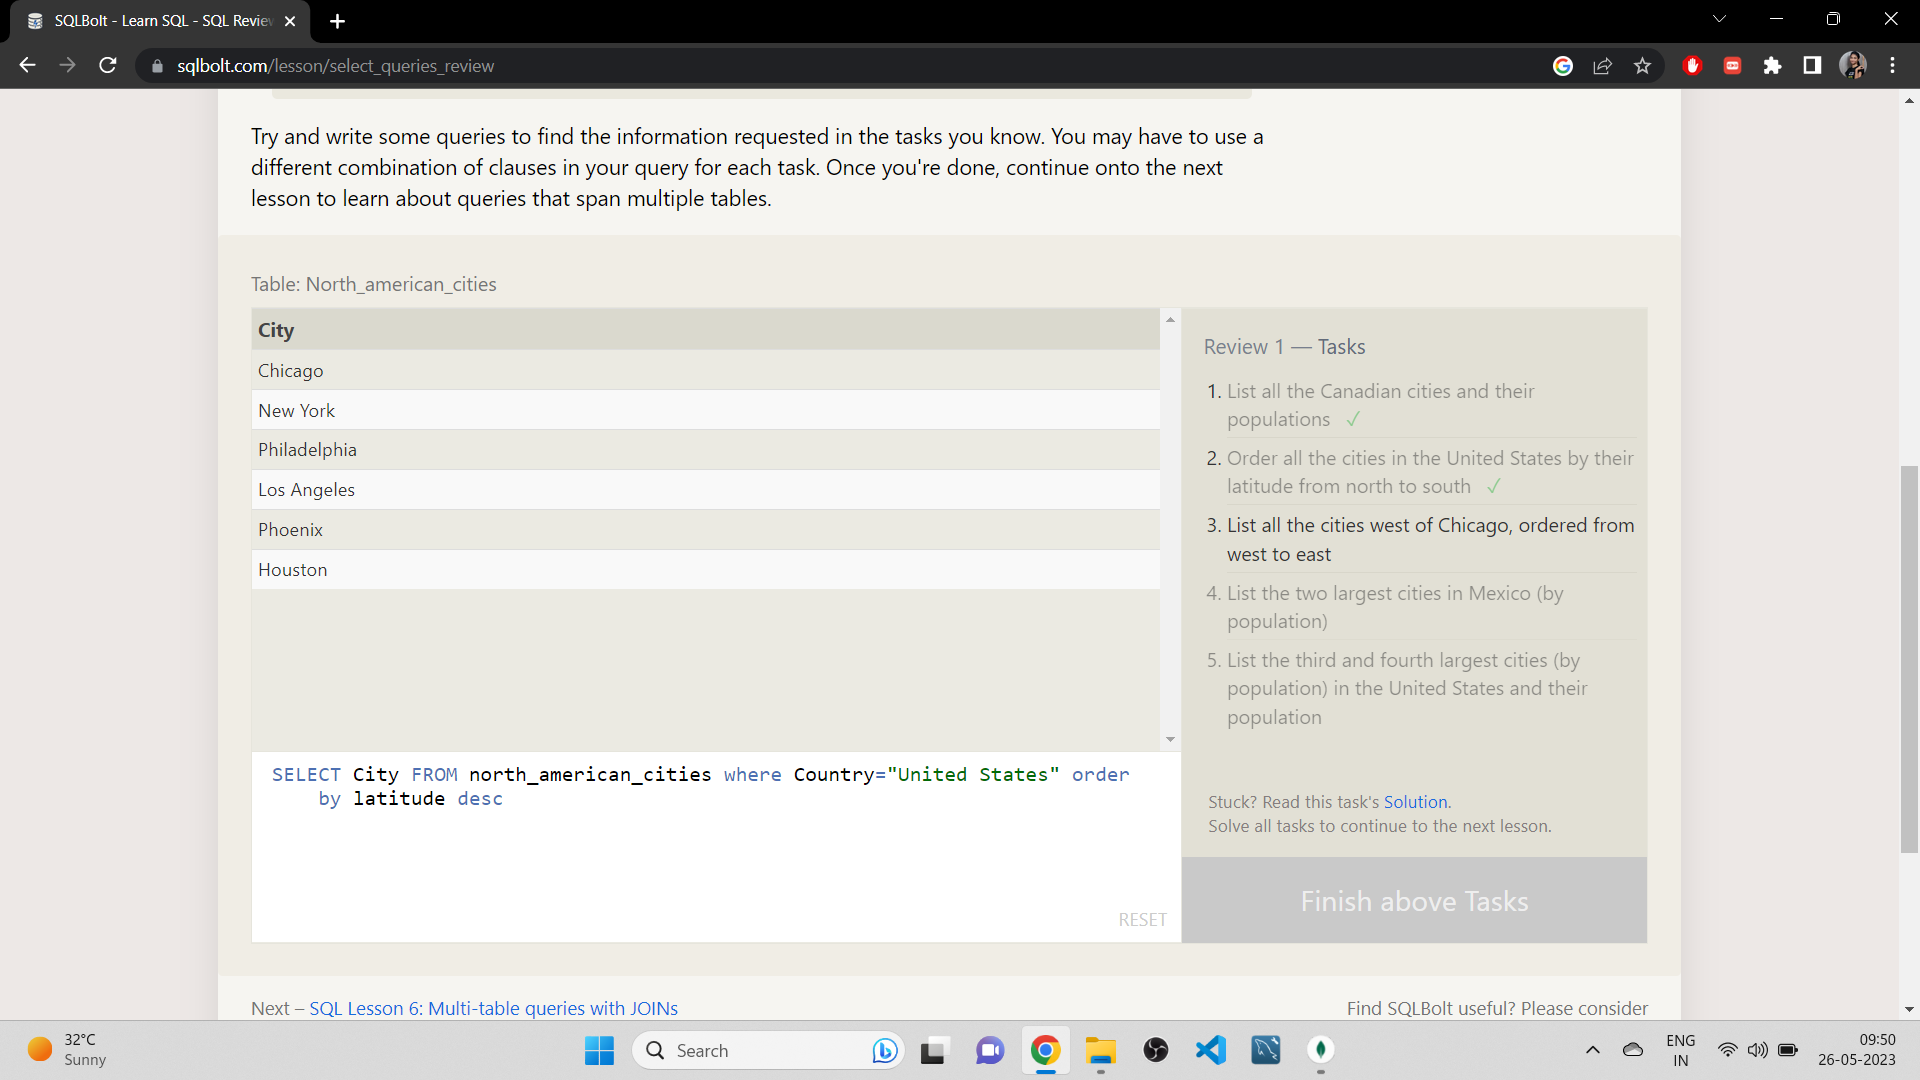 SQLBolt - Learn SQL - SQL Review
sqlbolt.com/lesson/select_queries_review
Try and write some queries to find the information requested in the tasks you know. You may have to use a
different combination of clauses in your query for each task. Once you're done, continue onto the next
lesson to learn about queries that span multiple tables.
Table: North_american_cities
City
Chicago
New York
Philadelphia
Los Angeles
Phoenix
Houston
SELECT City FROM north_american_cities where Country="United States" order
by latitude desc
RESET
Review 1 — Tasks
1. List all the Canadian cities and their
populations ✓
2. Order all the cities in the United States by their
latitude from north to south ✓
3. List all the cities west of Chicago, ordered from
west to east
4. List the two largest cities in Mexico (by
population)
5. List the third and fourth largest cities (by
population) in the United States and their
population
Stuck? Read this task's Solution.
Solve all tasks to continue to the next lesson.
Finish above Tasks
Next – SQL Lesson 6: Multi-table queries with JOINs
Find SQLBolt useful? Please consider
32°C
Sunny
Search
ENG
IN
09:50
26-05-2023